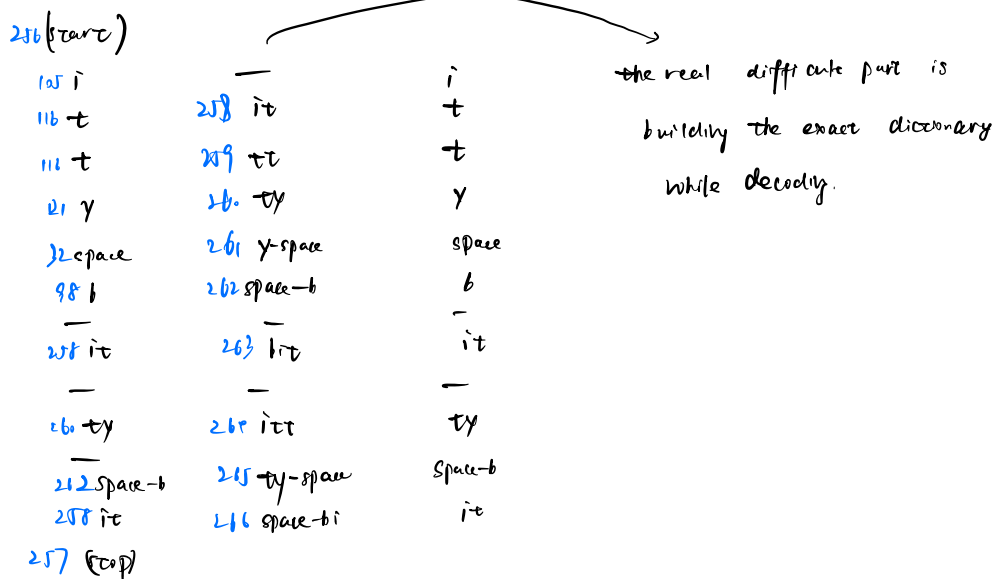 256 (start)
105 i — i the real difficult part is
116 t 258 it t
building the exact dictionary
116 t 259 tt t
while decoding.
121 y 260 ty y
32 space 261 y-space space
98 b 262 space-b b
258 it 263 bit it
260 ty 264 itt ty
262 space-b 265 ty-space space-b
258 it 266 space-bi it
257 (stop)